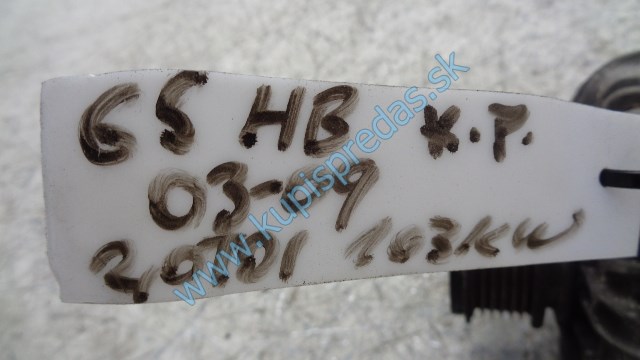 G5 HB K.P.
03-09
2,0TDI 103KW
www.kupispredas.sk